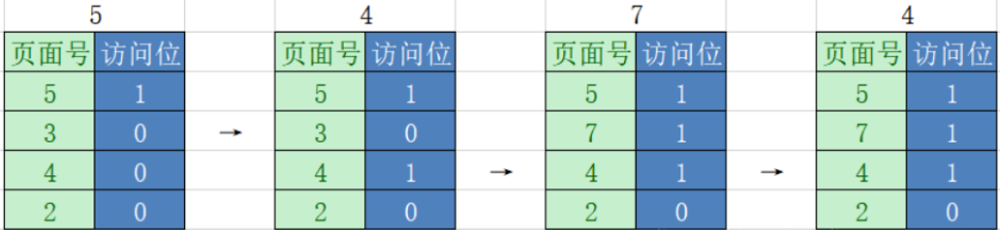 5 4 7 4
页面号 访问位 页面号 访问位 页面号 访问位 页面号 访问位
5 1 5 1 5 1 5 1
3 0 → 3 0 7 1 7 1
4 0 4 1 → 4 1 → 4 1
2 0 2 0 2 0 2 0